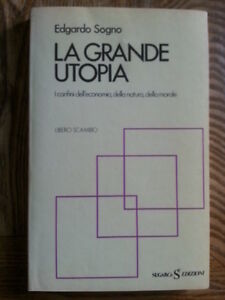 Edgardo Sogno
LA GRANDE
UTOPIA
I confini dell'economia, della natura, della morale
LIBERO SCAMBIO
SUGARCO S EDIZIONI